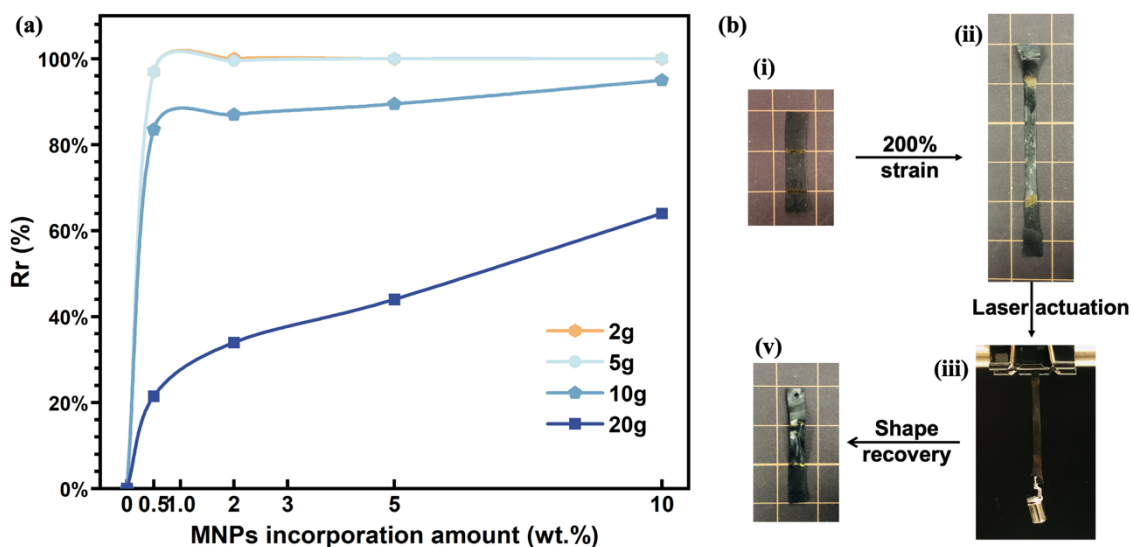 (a)
100%
80%
60%
40%
20%
0%
Rr (%)
0 0.5 1.0 2 3 5 10
MNPs incorporation amount (wt.%)
2g
5g
10g
20g
(b)
(i)
200%
strain
(ii)
Laser actuation
(iii)
Shape
recovery
(v)